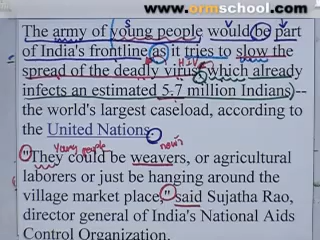 www.ormschool.com
S V V
The army of young people would be part
of India's frontline as it tries to slow the
HIV
spread of the deadly virus, which already
infects an estimated 5.7 million Indians)--
the world's largest caseload, according to
the United Nations.
Young people noun
"They could be weavers, or agricultural
laborers or just be hanging around the
village market place," said Sujatha Rao,
director general of India's National Aids
Control Organization.